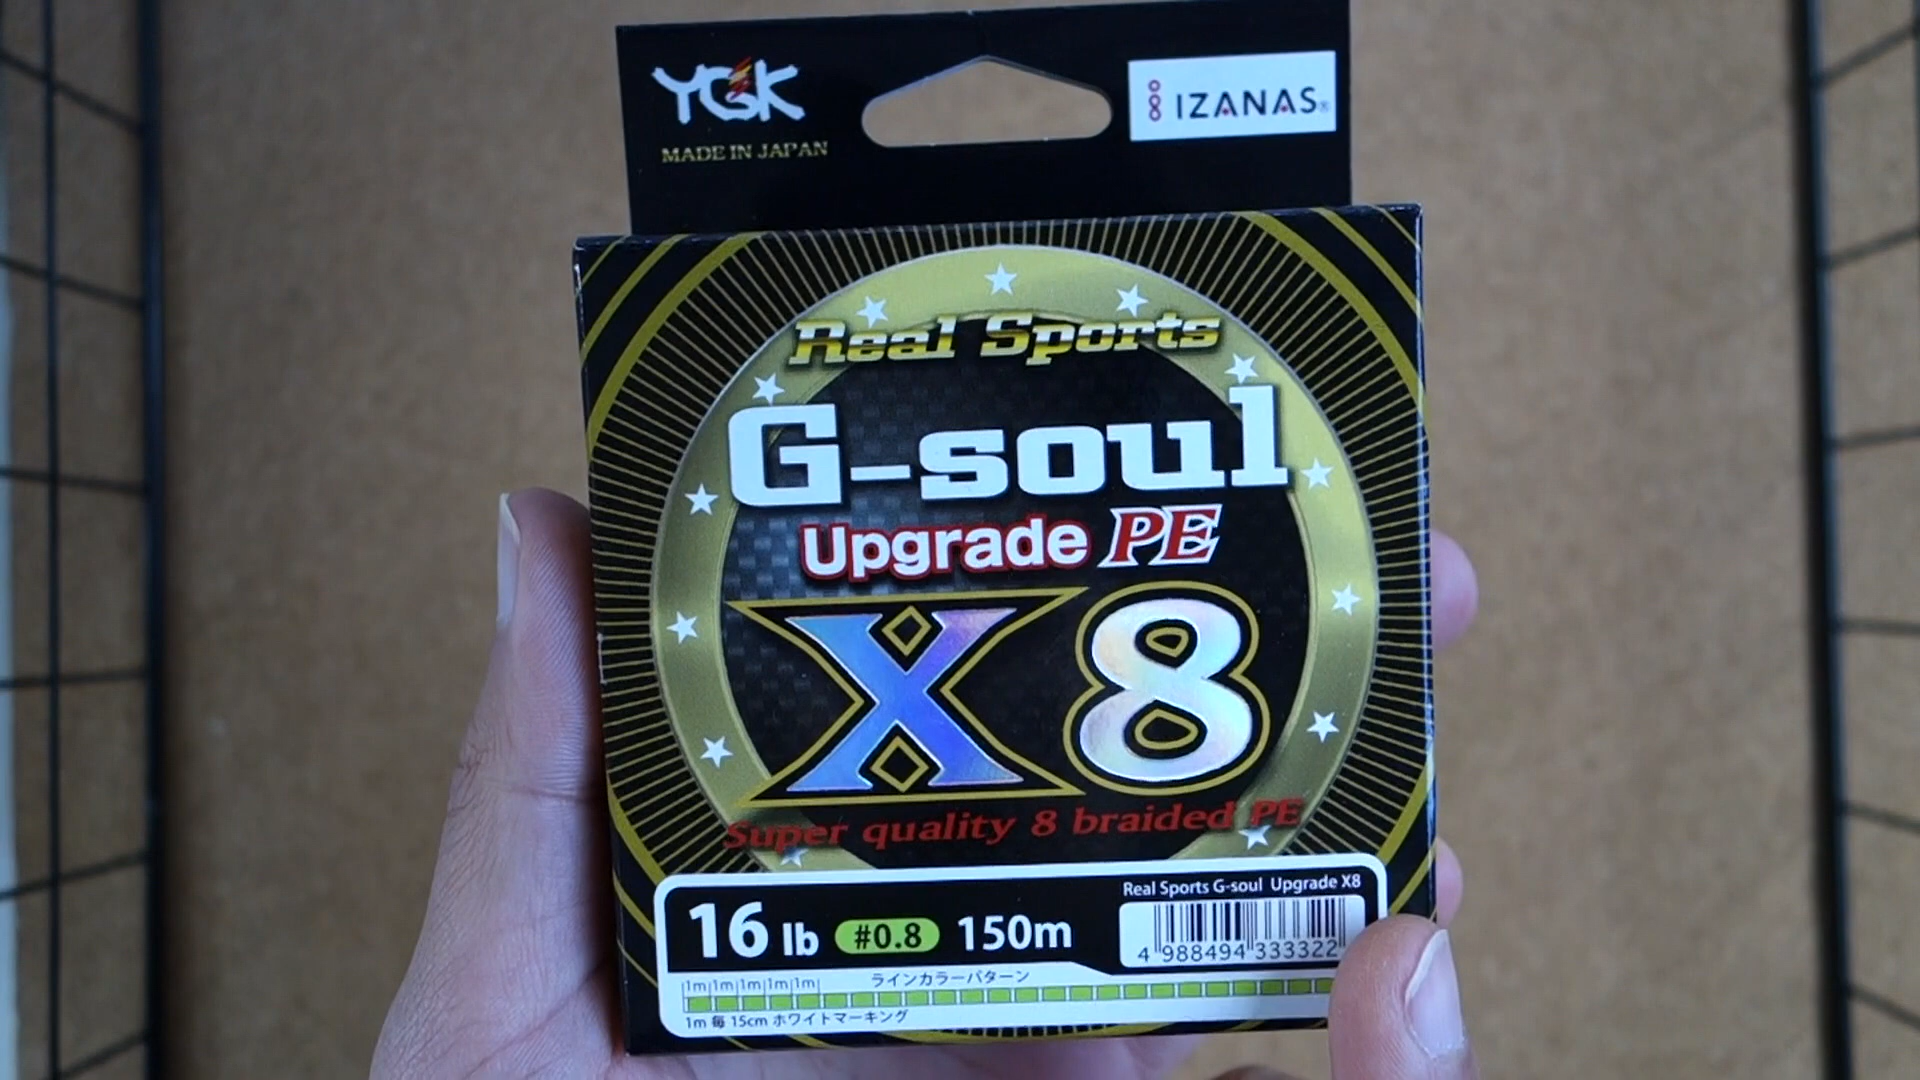 YGK
MADE IN JAPAN
IZANAS®
Real Sports
G-soul
Upgrade PE
X8
Super quality 8 braided PE
16 lb #0.8 150m
Real Sports G-soul Upgrade X8
4 988494 333322
1m 1m 1m 1m 1m
ラインカラーパターン
1m 毎 15cm ホワイトマーキング